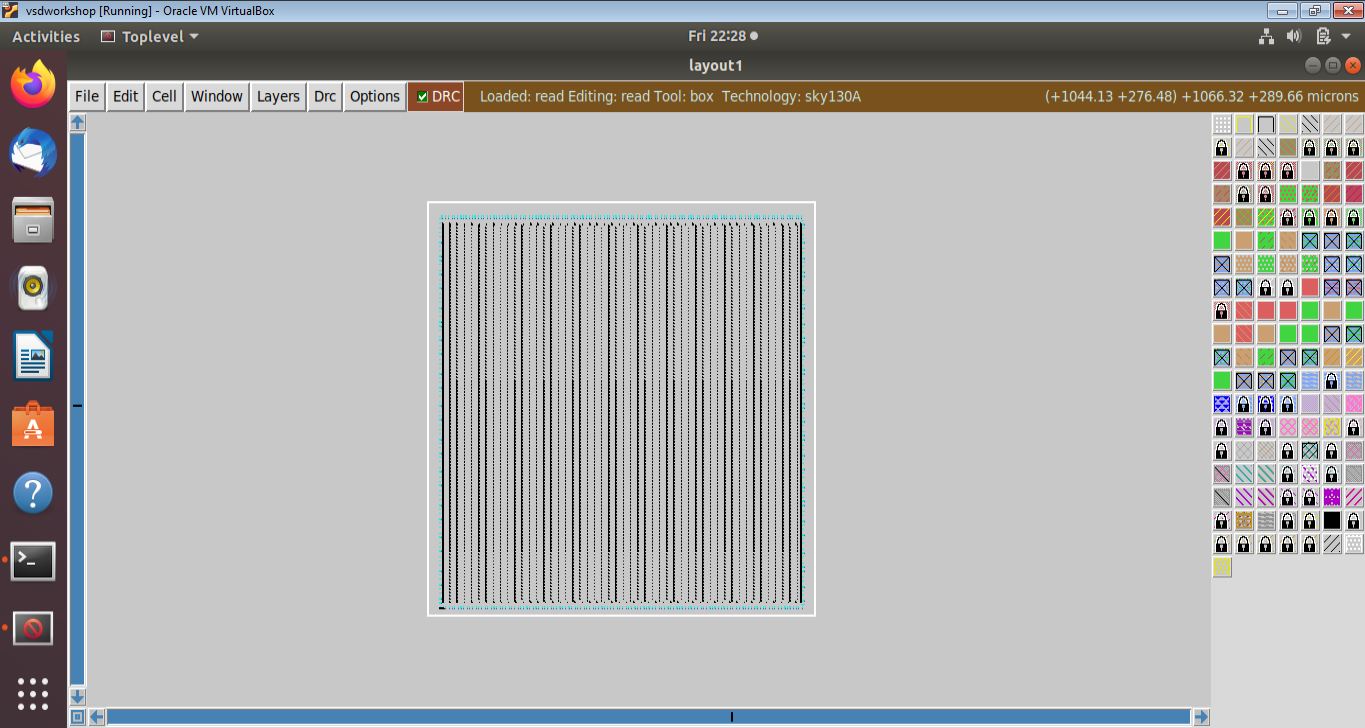 vsdworkshop [Running] - Oracle VM VirtualBox
Activities Toplevel Fri 22:28
layout1
File Edit Cell Window Layers Drc Options DRC Loaded: read Editing: read Tool: box Technology: sky130A (+1044.13 +276.48) +1066.32 +289.66 microns